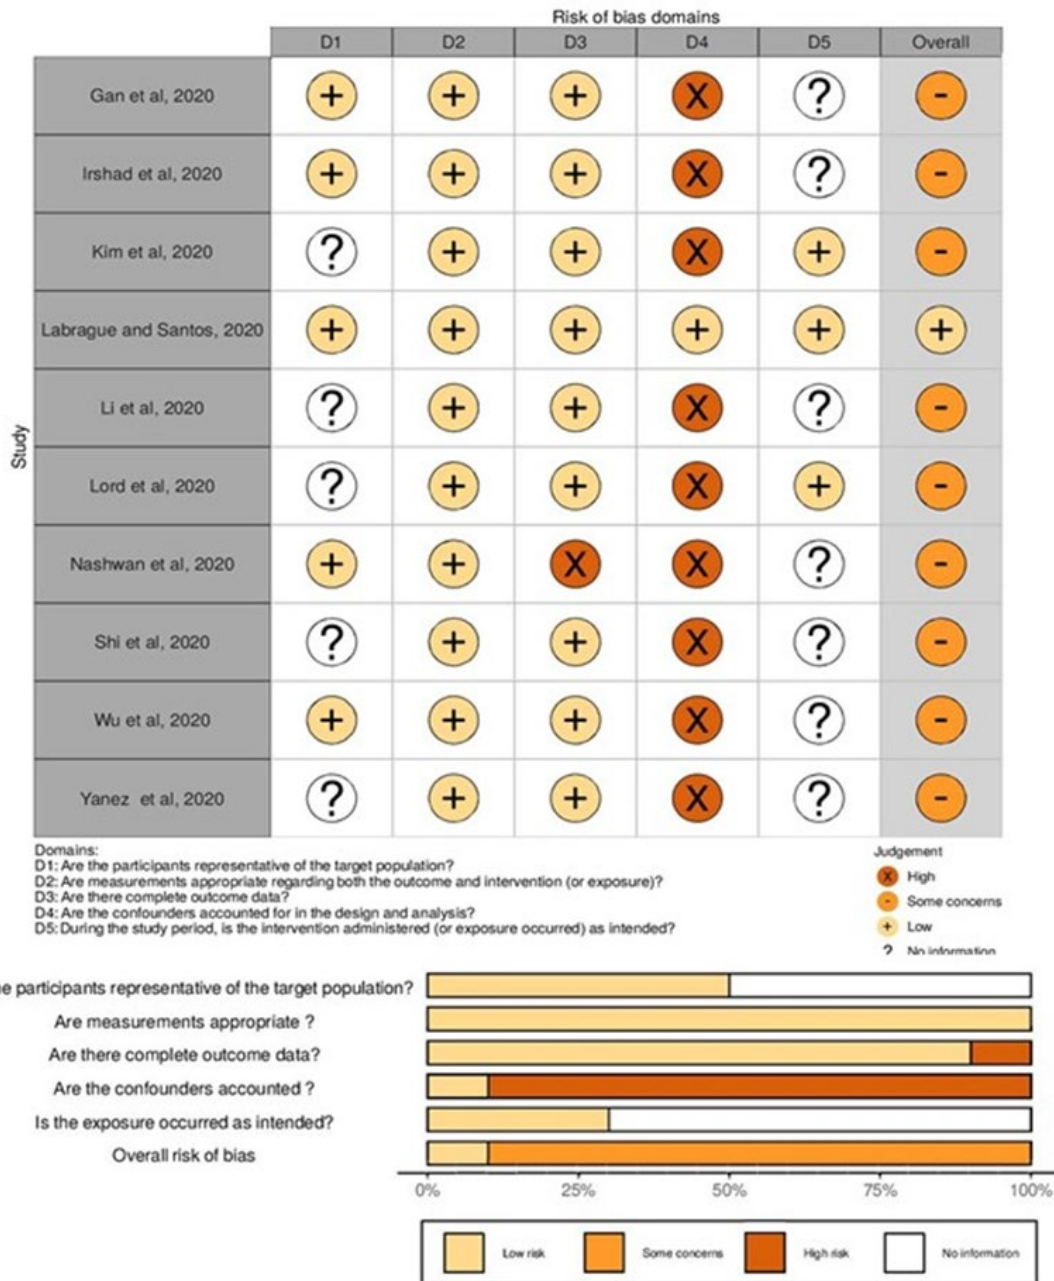 Risk of bias domains
D1 D2 D3 D4 D5 Overall
Study
Gan et al, 2020 + + + X ? -
Irshad et al, 2020 + + + X ? -
Kim et al, 2020 ? + + X + -
Labrague and Santos, 2020 + + + + + +
Li et al, 2020 ? + + X ? -
Lord et al, 2020 ? + + X + -
Nashwan et al, 2020 + + X X ? -
Shi et al, 2020 ? + + X ? -
Wu et al, 2020 + + + X ? -
Yanez et al, 2020 ? + + X ? -
Domains:
D1: Are the participants representative of the target population?
D2: Are measurements appropriate regarding both the outcome and intervention (or exposure)?
D3: Are there complete outcome data?
D4: Are the confounders accounted for in the design and analysis?
D5: During the study period, is the intervention administered (or exposure occurred) as intended?
Judgement
X High
- Some concerns
+ Low
? No information
participants representative of the target population?
Are measurements appropriate ?
Are there complete outcome data?
Are the confounders accounted ?
Is the exposure occurred as intended?
Overall risk of bias
0% 25% 50% 75% 100%
Low risk Some concerns High risk No information